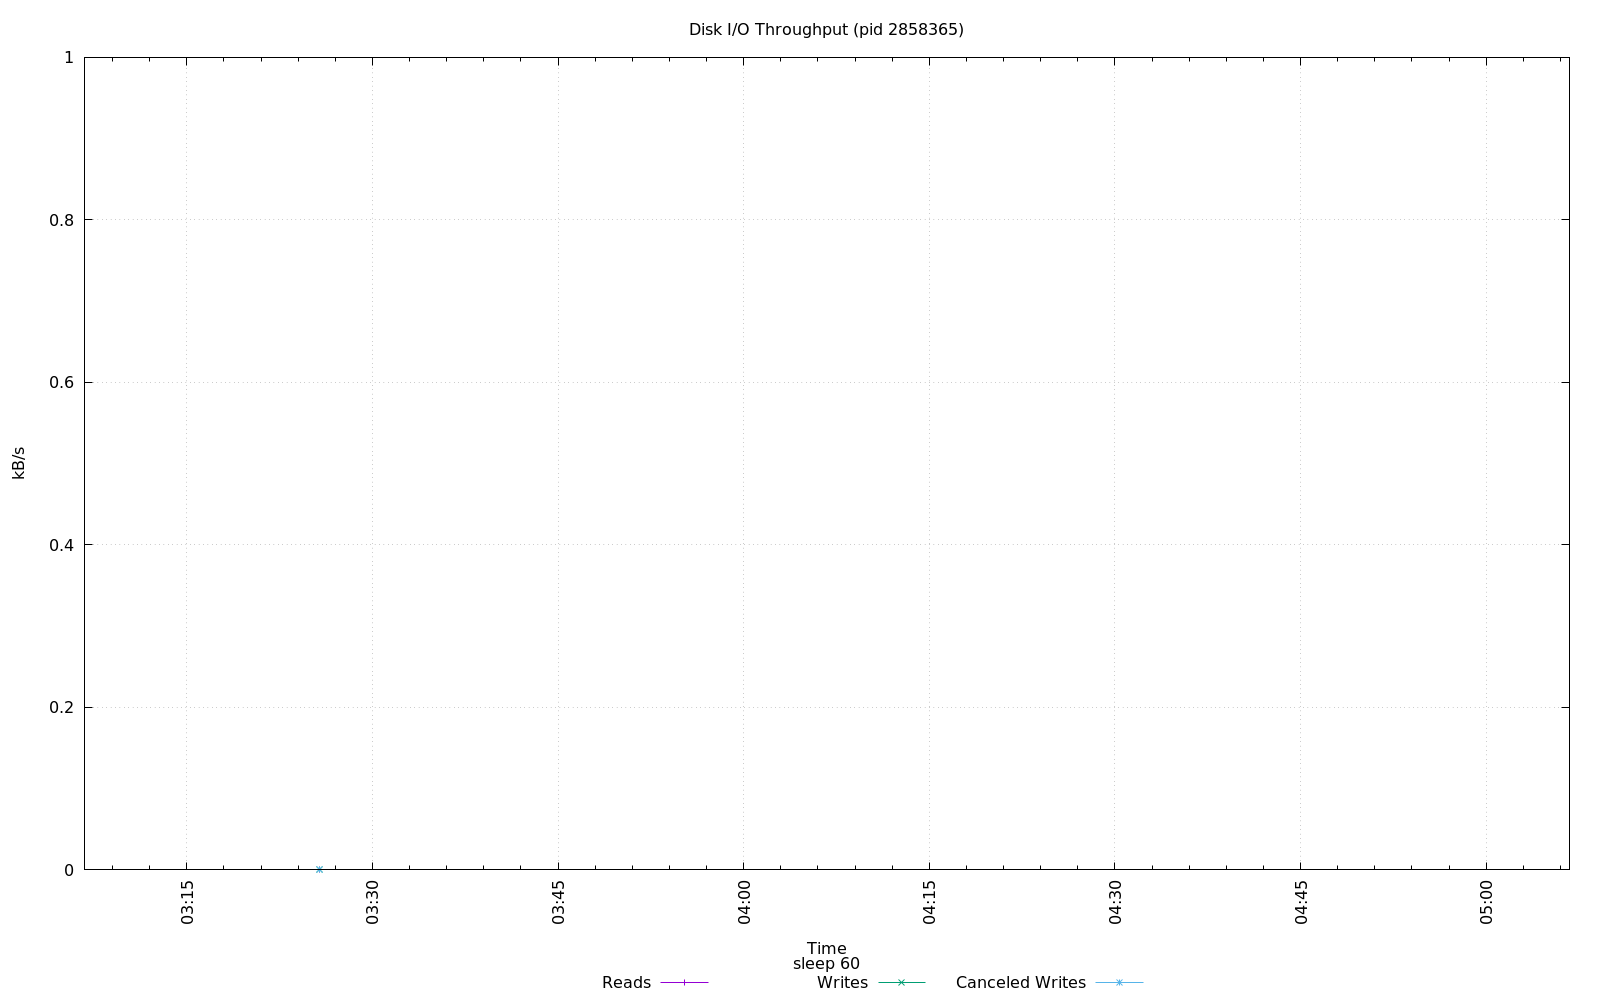 Disk I/O Throughput (pid 2858365)
1
0.8
0.6
0.4
0.2
0
kB/s
03:15
03:30
03:45
04:00
04:15
04:30
04:45
05:00
Time
sleep 60
Reads
Writes
Canceled Writes